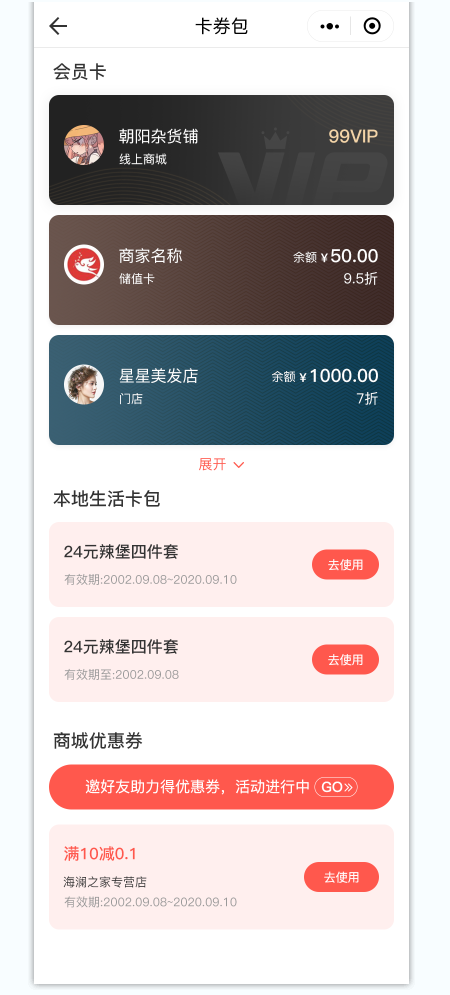 卡券包
会员卡
朝阳杂货铺
线上商城
99VIP
VIP
商家名称
储值卡
余额 ¥50.00
9.5折
星星美发店
门店
余额 ¥1000.00
7折
展开
本地生活卡包
24元辣堡四件套
有效期:2002.09.08~2020.09.10
去使用
24元辣堡四件套
有效期至:2002.09.08
去使用
商城优惠券
邀好友助力得优惠券，活动进行中 GO»
满10减0.1
海澜之家专营店
有效期:2002.09.08~2020.09.10
去使用